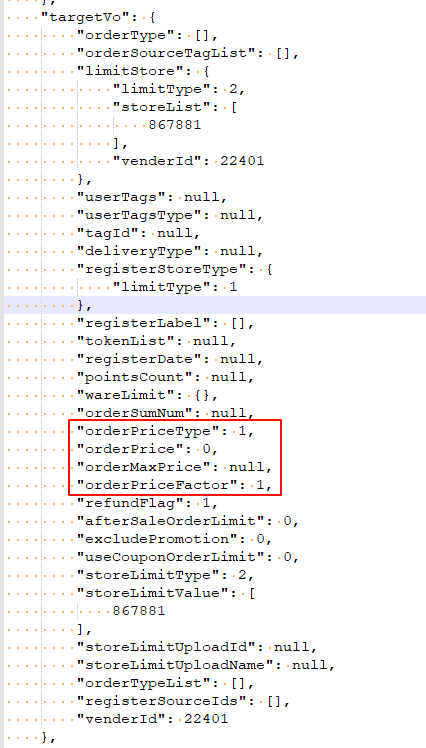 },
"targetVo": {
"orderType": [],
"orderSourceTagList": [],
"limitStore": {
"limitType": 2,
"storeList": [
867881
],
"venderId": 22401
},
"userTags": null,
"userTagsType": null,
"tagId": null,
"deliveryType": null,
"registerStoreType": {
"limitType": 1
},
"registerLabel": [],
"tokenList": null,
"registerDate": null,
"pointsCount": null,
"wareLimit": {},
"orderSumNum": null,
"orderPriceType": 1,
"orderPrice": 0,
"orderMaxPrice": null,
"orderPriceFactor": 1,
"refundFlag": 1,
"afterSaleOrderLimit": 0,
"excludePromotion": 0,
"useCouponOrderLimit": 0,
"storeLimitType": 2,
"storeLimitValue": [
867881
],
"storeLimitUploadId": null,
"storeLimitUploadName": null,
"orderTypeList": [],
"registerSourceIds": [],
"venderId": 22401
},